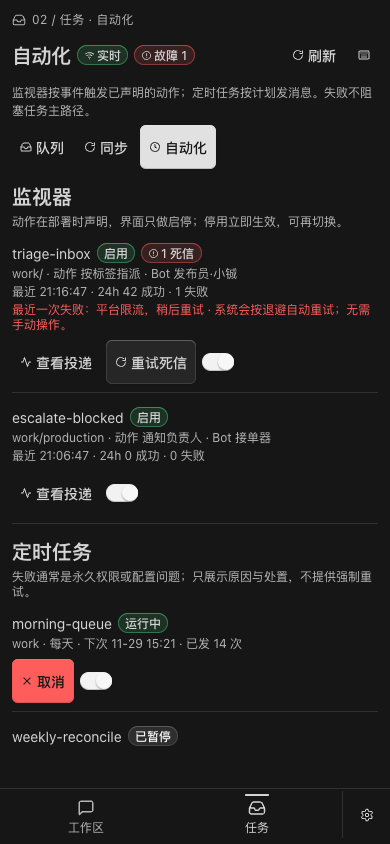 02 / 任务 · 自动化
自动化 实时 故障 1 刷新
监视器按事件触发已声明的动作；定时任务按计划发消息。失败不阻
塞任务主路径。
队列 同步 自动化
监视器
动作在部署时声明，界面只做启停；停用立即生效，可再切换。
triage-inbox 启用 1 死信
work/ · 动作 按标签指派 · Bot 发布员·小铖
最近 21:16:47 · 24h 42 成功 · 1 失败
最近一次失败：平台限流，稍后重试 · 系统会按退避自动重试；无需
手动操作。
查看投递 重试死信
escalate-blocked 启用
work/production · 动作 通知负责人 · Bot 接单器
最近 21:06:47 · 24h 0 成功 · 0 失败
查看投递
定时任务
失败通常是永久权限或配置问题；只展示原因与处置，不提供强制重
试。
morning-queue 运行中
work · 每天 · 下次 11-29 15:21 · 已发 14 次
取消
weekly-reconcile 已暂停
工作区 任务